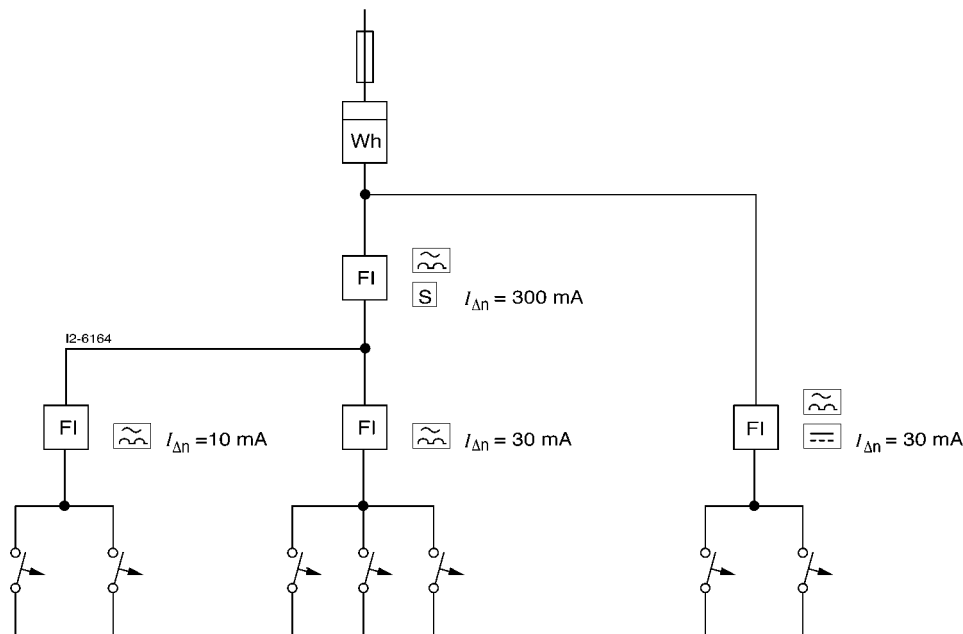 Wh
FI
S
I∆n = 300 mA
I2-6164
FI
I∆n =10 mA
FI
I∆n = 30 mA
FI
I∆n = 30 mA